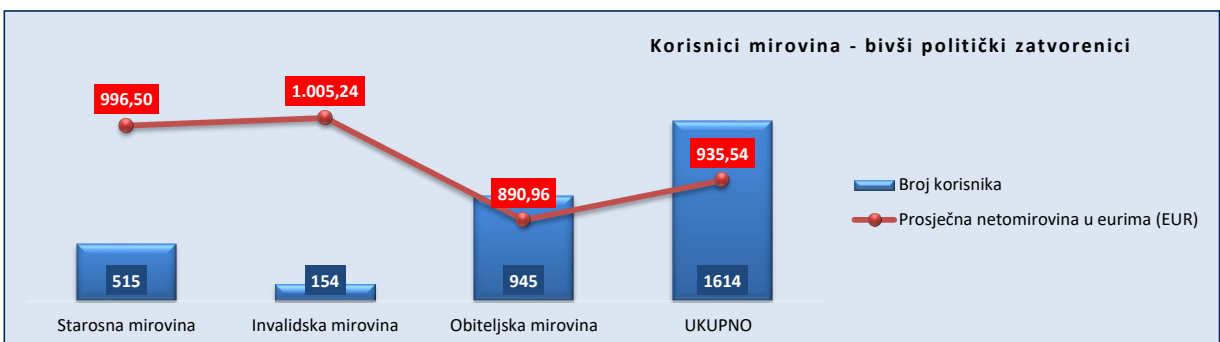 Korisnici mirovina - bivši politički zatvorenici
996,50
1.005,24
890,96
935,54
Broj korisnika
Prosječna netomirovina u eurima (EUR)
515
154
945
1614
Starosna mirovina
Invalidska mirovina
Obiteljska mirovina
UKUPNO